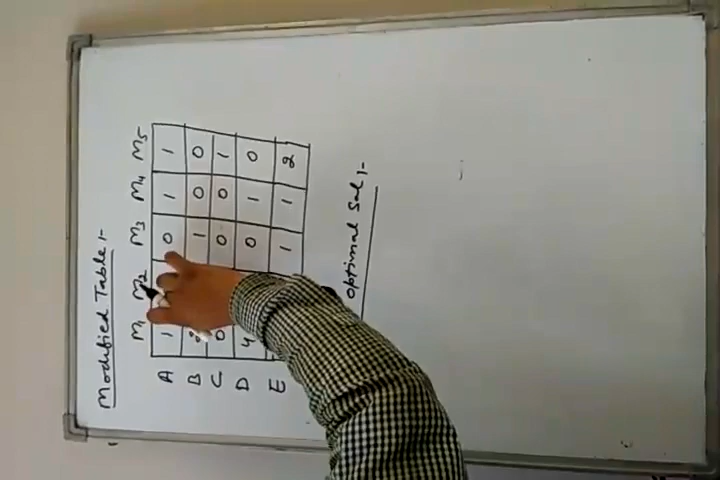 Modified Table :-
M1 M2 M3 M4 M5
A 1 0 1 1
B 1 0 0
C 0 0 0 1
D 4 0 1 0
E 1 1 2
optimal Sol :-